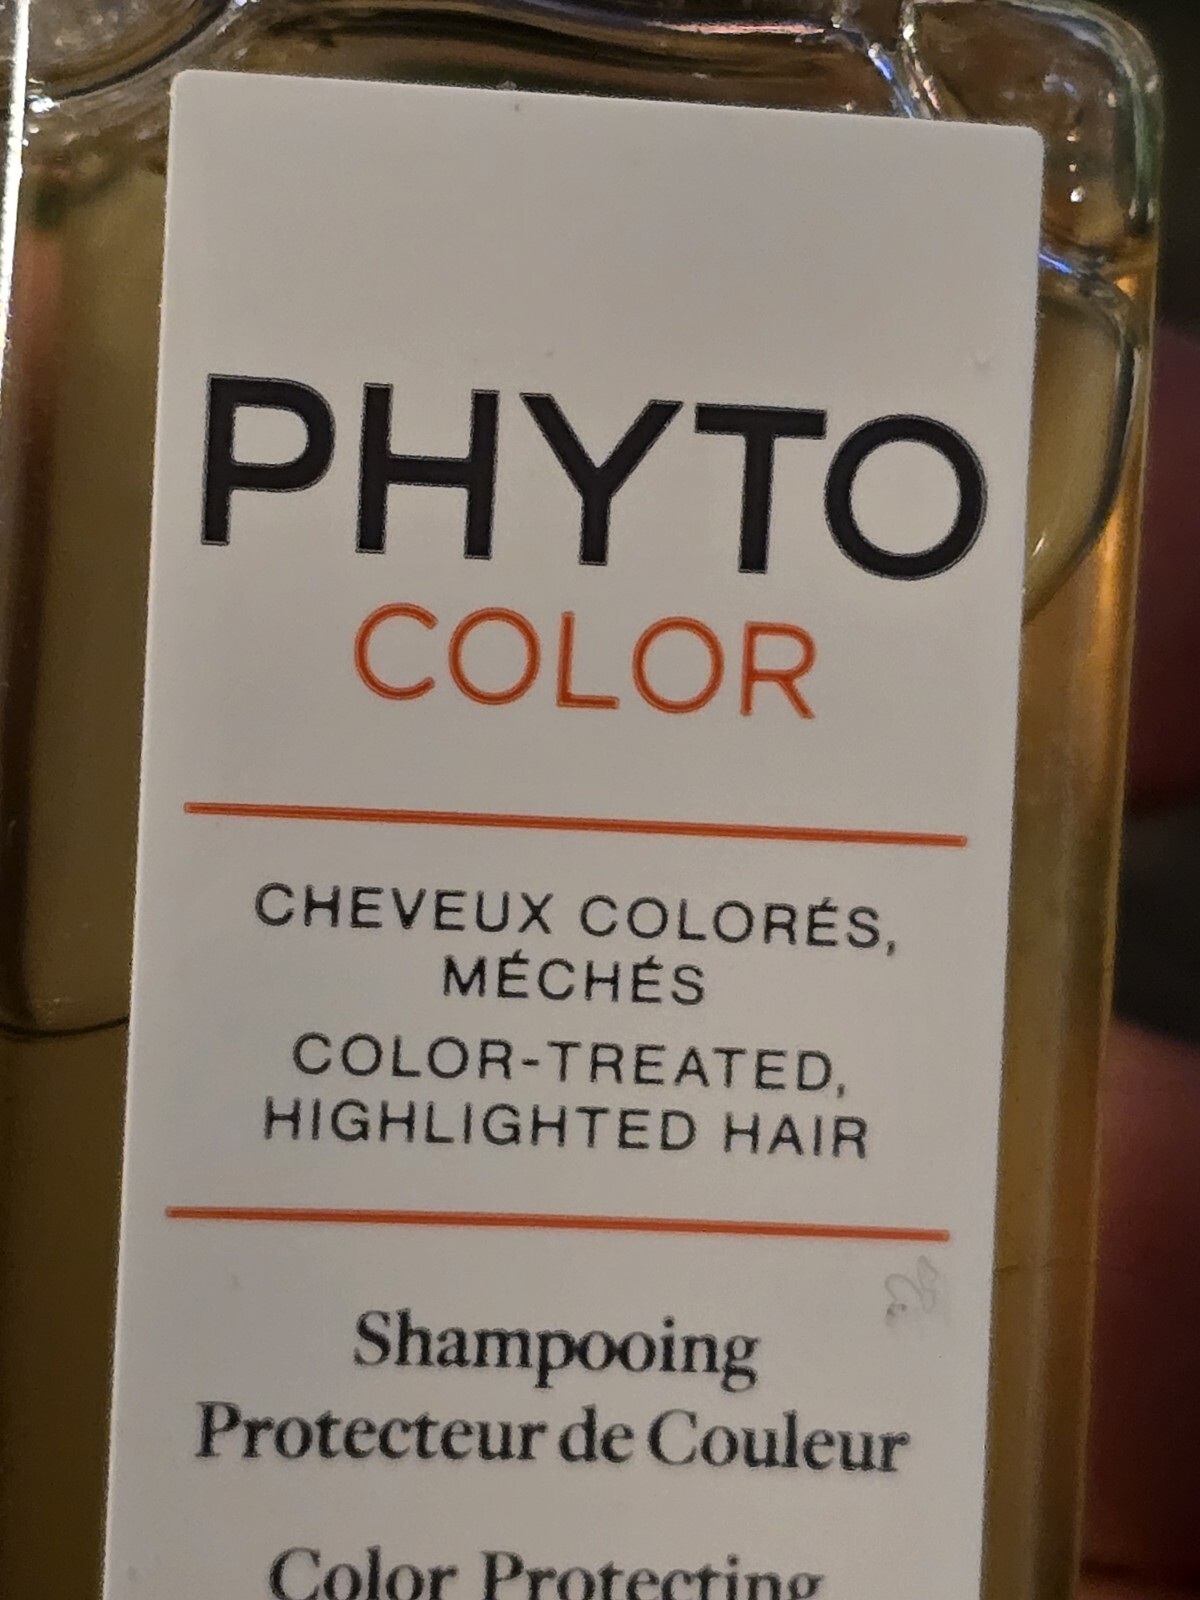 PHYTO
COLOR
CHEVEUX COLORÉS,
MÉCHÉS
COLOR-TREATED,
HIGHLIGHTED HAIR
Shampooing
Protecteur de Couleur
Color Protecting